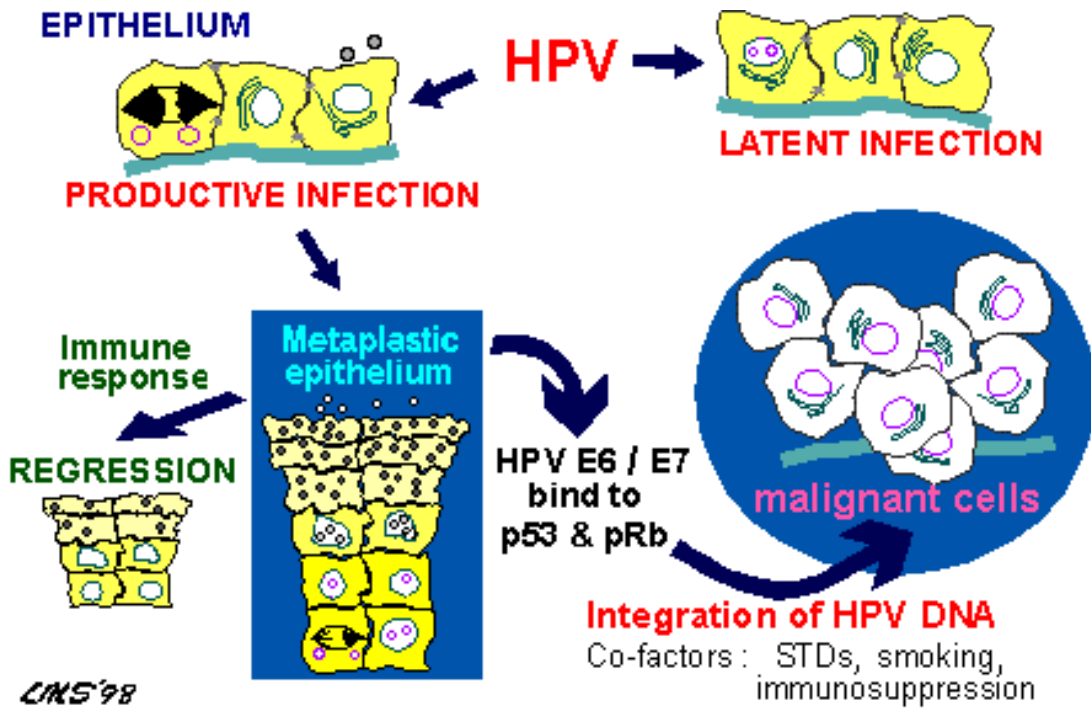 EPITHELIUM
HPV
PRODUCTIVE INFECTION
LATENT INFECTION
Immune
response
REGRESSION
Metaplastic
epithelium
HPV E6 / E7
bind to
p53 & pRb
malignant cells
Integration of HPV DNA
Co-factors : STDs, smoking,
immunosuppression
LMS'98